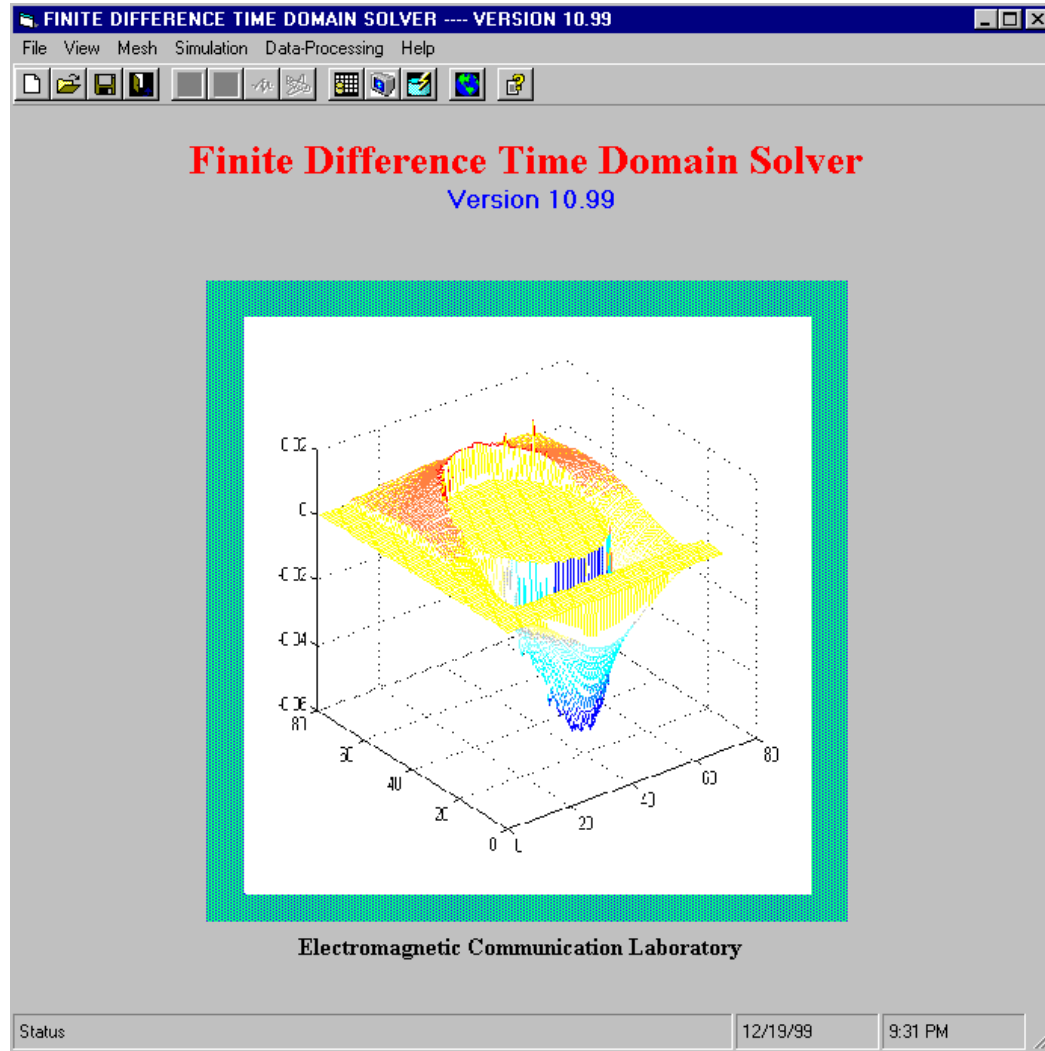 FINITE DIFFERENCE TIME DOMAIN SOLVER ---- VERSION 10.99
File View Mesh Simulation Data-Processing Help
Finite Difference Time Domain Solver
Version 10.99
80
60
40
20
0
20
40
60
80
Electromagnetic Communication Laboratory
Status 12/19/99 9:31 PM